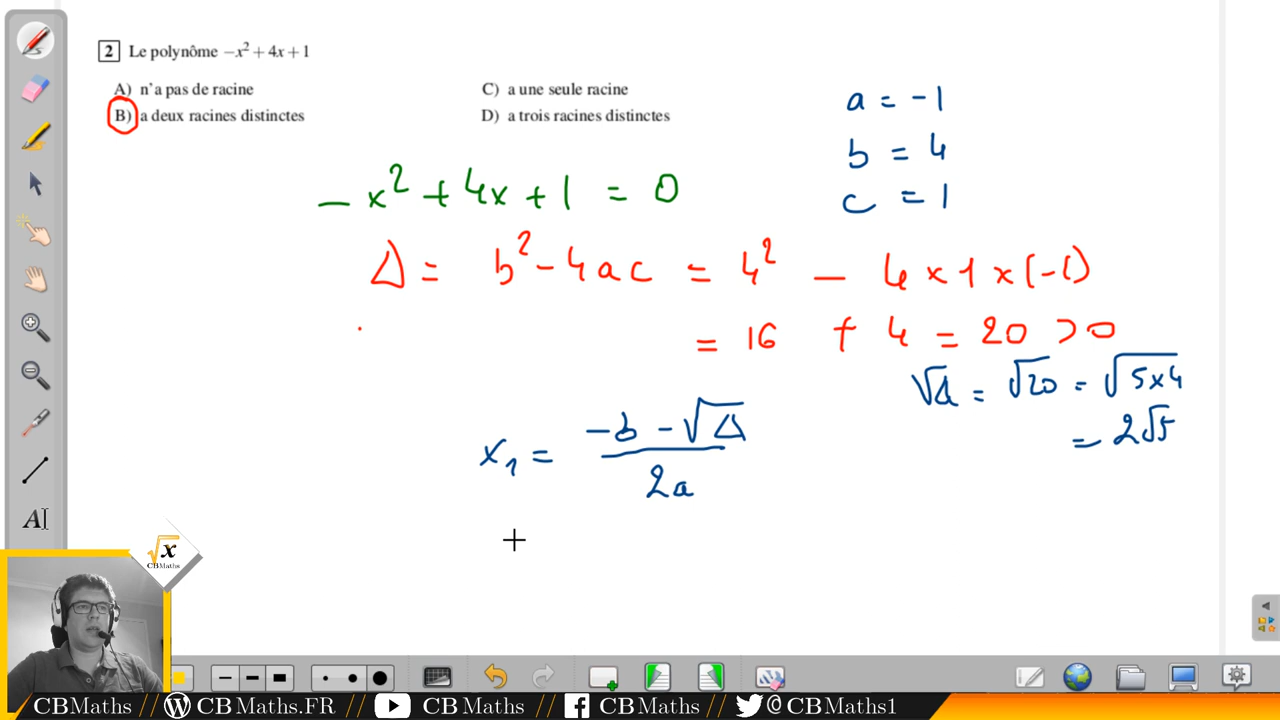 2 Le polynôme −x² + 4x + 1
A) n'a pas de racine
C) a une seule racine
B) a deux racines distinctes
D) a trois racines distinctes
a = -1
b = 4
c = 1
- x² + 4x + 1 = 0
Δ = b² - 4ac = 4² - 4 × 1 × (-1)
= 16 + 4 = 20 > 0
√Δ = √20 = √5×4
= 2√5
x₁ = (-b - √Δ) / 2a
AI
√x
CBMaths
CBMaths CBMaths.FR CBMaths CBMaths @CBMaths1